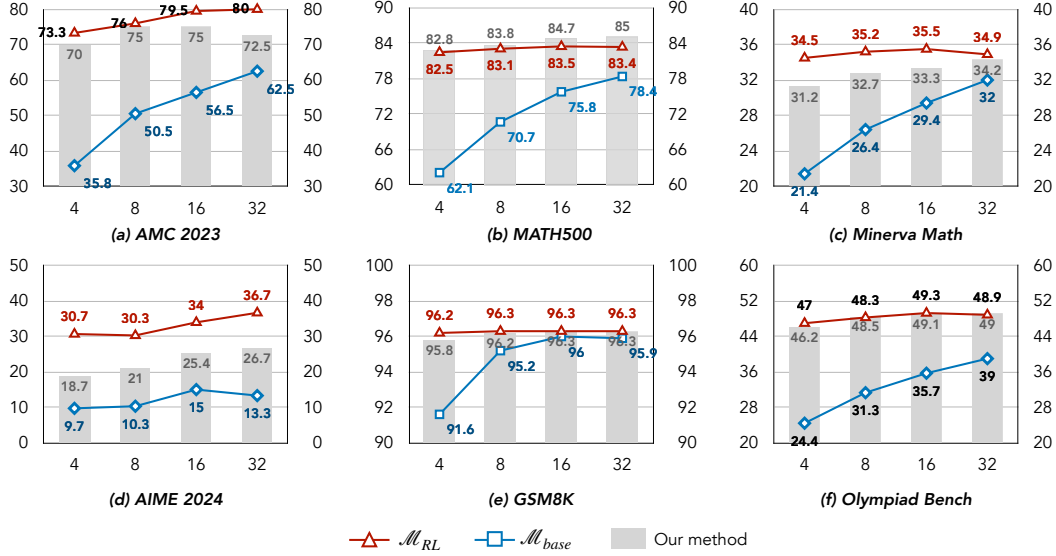 80 73.3 76 79.5 80 80
70 70 75 75 72.5 70
60 62.5 60
50 50.5 56.5 50
40 35.8 40
30 30
4 8 16 32
(a) AMC 2023
90 90
84 82.8 83.8 84.7 85 84
82.5 83.1 83.5 83.4
78 75.8 78.4 78
72 70.7 72
66 66
60 62.1 60
4 8 16 32
(b) MATH500
40 40
36 34.5 35.2 35.5 34.9 36
32 31.2 32.7 33.3 34.2 32
28 26.4 29.4 32 28
24 24
20 21.4 20
4 8 16 32
(c) Minerva Math
50 50
40 36.7 40
30 30.7 30.3 34 30
20 18.7 21 25.4 26.7 20
10 9.7 10.3 15 13.3 10
0 0
4 8 16 32
(d) AIME 2024
100 100
98 96.2 96.3 96.3 96.3 98
96 95.8 96.2 96.3 96.3 96
95.2 96 95.9
94 94
92 91.6 92
90 90
4 8 16 32
(e) GSM8K
60 60
52 47 48.3 49.3 48.9 52
44 46.2 48.5 49.1 49 44
36 31.3 35.7 39 36
28 28
20 24.4 20
4 8 16 32
(f) Olympiad Bench
ℳRL ℳbase Our method